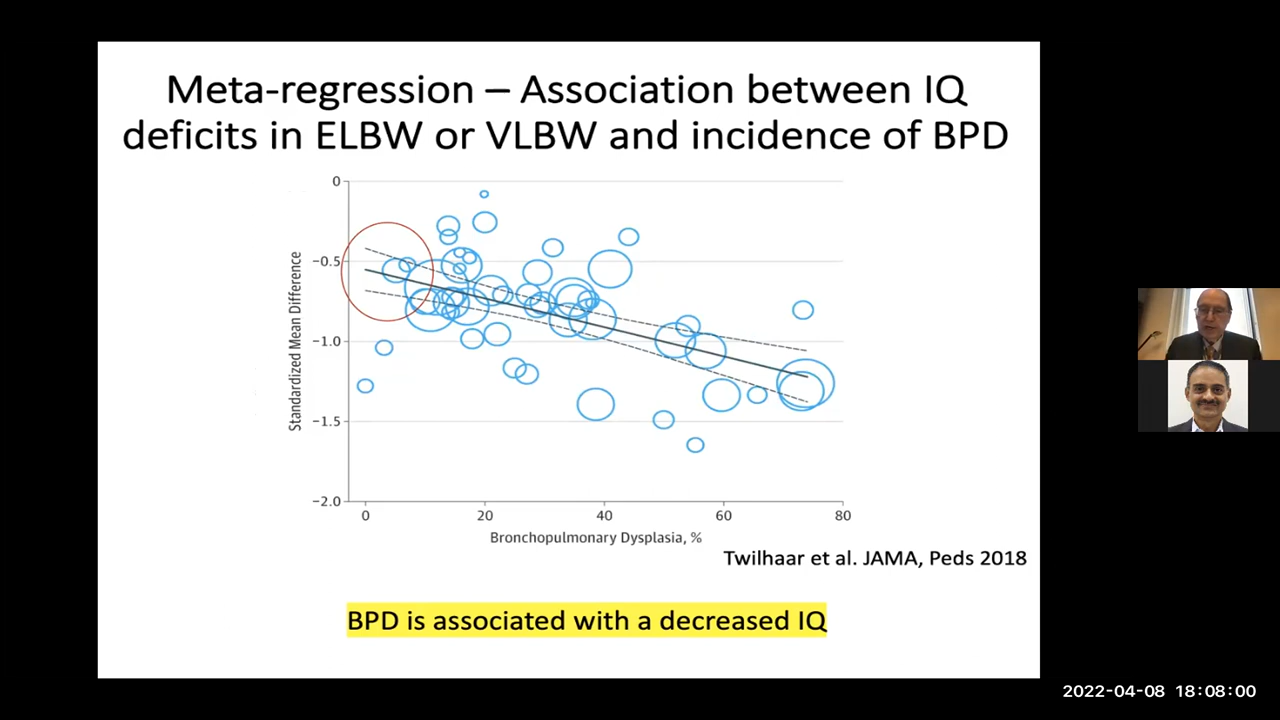 Meta-regression – Association between IQ
deficits in ELBW or VLBW and incidence of BPD
0
−0.5
−1.0
−1.5
−2.0
Standardized Mean Difference
0 20 40 60 80
Bronchopulmonary Dysplasia, %
Twilhaar et al. JAMA, Peds 2018
BPD is associated with a decreased IQ
2022-04-08 18:08:00